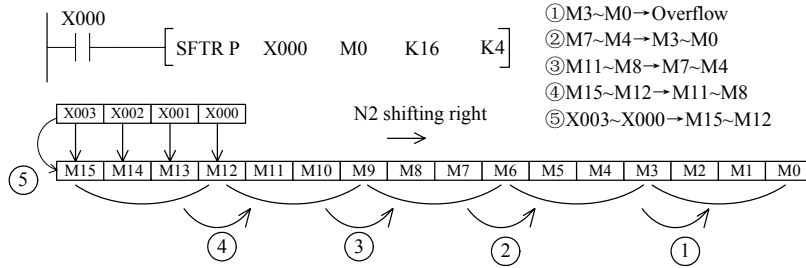 X000
SFTR P X000 M0 K16 K4
①M3~M0→Overflow
②M7~M4→M3~M0
③M11~M8→M7~M4
④M15~M12→M11~M8
⑤X003~X000→M15~M12
X003 X002 X001 X000
N2 shifting right
⑤
M15 M14 M13 M12 M11 M10 M9 M8 M7 M6 M5 M4 M3 M2 M1 M0
④ ③ ② ①